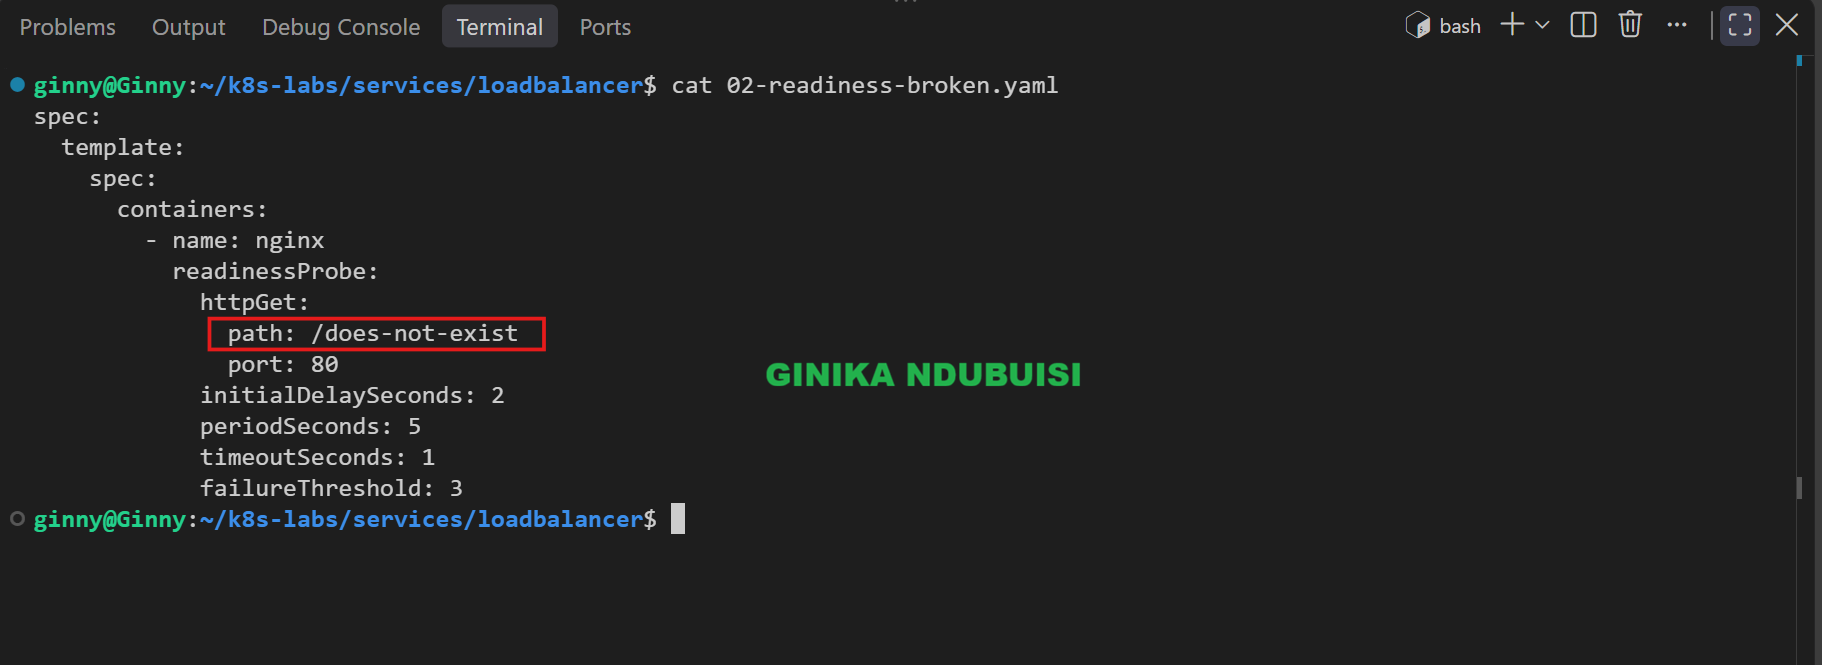 Problems Output Debug Console Terminal Ports bash
ginny@Ginny:~/k8s-labs/services/loadbalancer$ cat 02-readiness-broken.yaml
spec:
  template:
    spec:
      containers:
        - name: nginx
          readinessProbe:
            httpGet:
              path: /does-not-exist
              port: 80
            initialDelaySeconds: 2
            periodSeconds: 5
            timeoutSeconds: 1
            failureThreshold: 3
ginny@Ginny:~/k8s-labs/services/loadbalancer$
GINIKA NDUBUISI